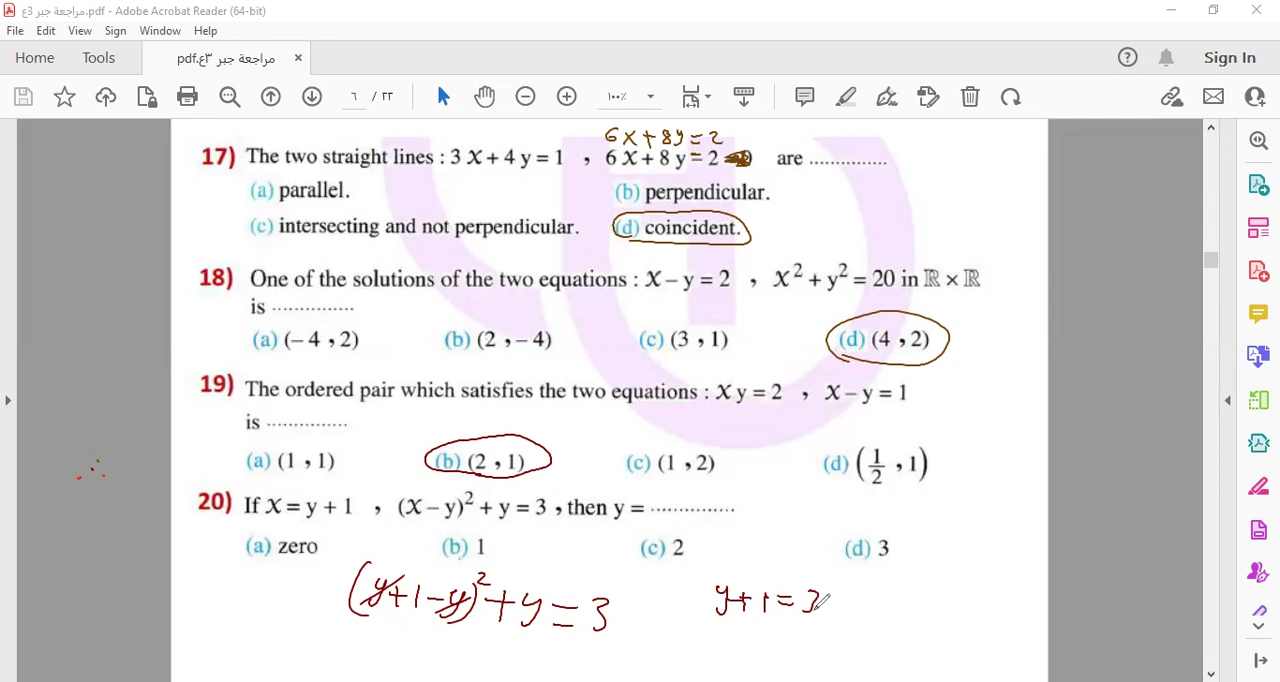 مراجعة جبر ٣ع.pdf - Adobe Acrobat Reader (64-bit)
File Edit View Sign Window Help
Home Tools مراجعة جبر ٣ع.pdf × Sign In
٦ / ٢٢ ١٠٠٪
6x+8y=2
17) The two straight lines : 3 X + 4 y = 1 , 6 X + 8 y = 2 are ...............
(a) parallel. (b) perpendicular.
(c) intersecting and not perpendicular. (d) coincident.
18) One of the solutions of the two equations : X – y = 2 , X² + y² = 20 in ℝ × ℝ
is ...............
(a) (– 4 , 2) (b) (2 , – 4) (c) (3 , 1) (d) (4 , 2)
19) The ordered pair which satisfies the two equations : X y = 2 , X – y = 1
is ...............
(a) (1 , 1) (b) (2 , 1) (c) (1 , 2) (d) (1/2 , 1)
20) If X = y + 1 , (X – y)² + y = 3 , then y = ...............
(a) zero (b) 1 (c) 2 (d) 3
(y+1-y)²+y=3 y+1=3